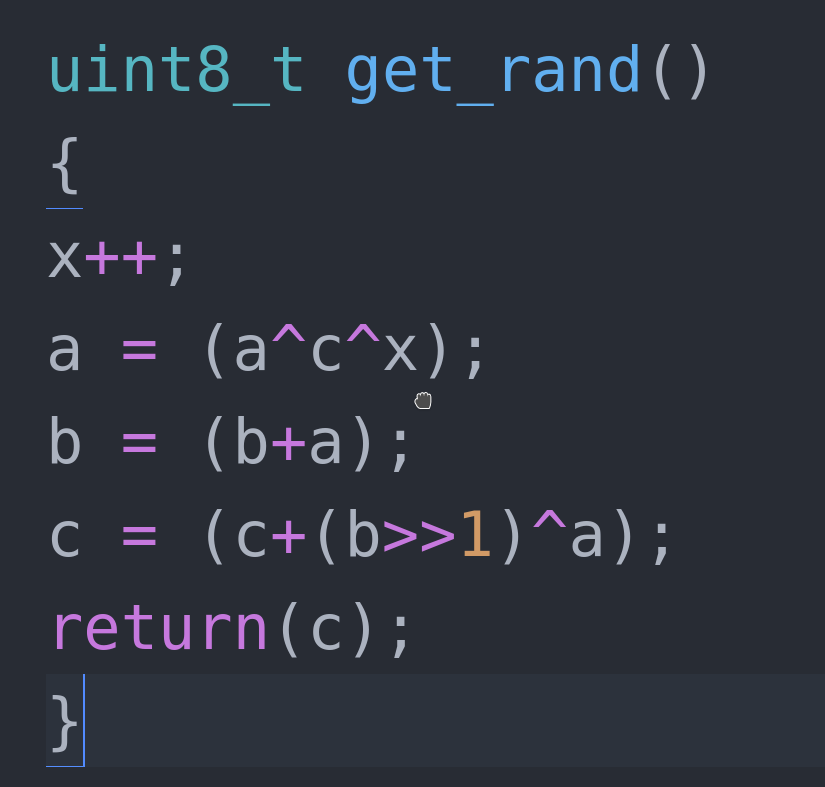 uint8_t get_rand()
{
x++;
a = (a^c^x);
b = (b+a);
c = (c+(b>>1)^a);
return(c);
}